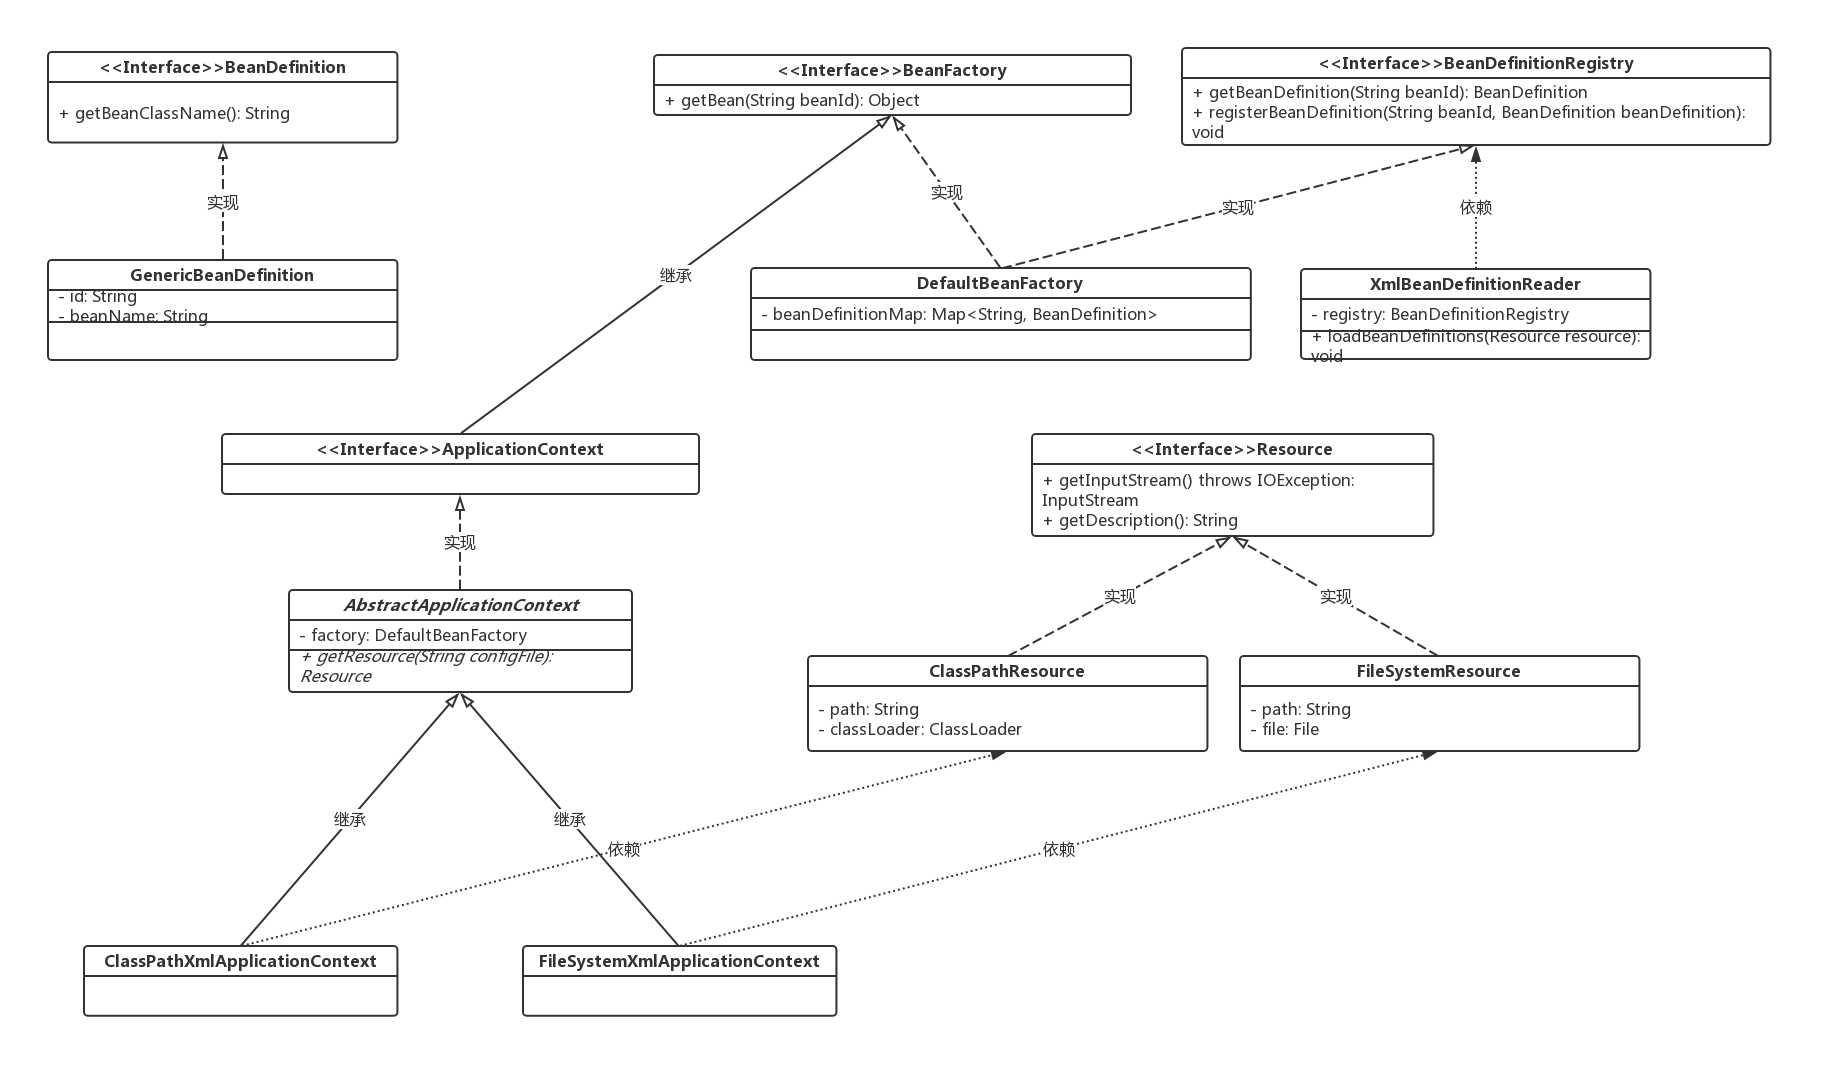 <<Interface>>BeanDefinition
+ getBeanClassName(): String
<<Interface>>BeanFactory
+ getBean(String beanId): Object
<<Interface>>BeanDefinitionRegistry
+ getBeanDefinition(String beanId): BeanDefinition
+ registerBeanDefinition(String beanId, BeanDefinition beanDefinition):
void
实现
实现
实现
依赖
继承
GenericBeanDefinition
- id: String
- beanName: String
DefaultBeanFactory
- beanDefinitionMap: Map<String, BeanDefinition>
XmlBeanDefinitionReader
- registry: BeanDefinitionRegistry
+ loadBeanDefinitions(Resource resource):
void
<<Interface>>ApplicationContext
<<Interface>>Resource
+ getInputStream() throws IOException:
InputStream
+ getDescription(): String
实现
实现
实现
AbstractApplicationContext
- factory: DefaultBeanFactory
+ getResource(String configFile):
Resource
ClassPathResource
- path: String
- classLoader: ClassLoader
FileSystemResource
- path: String
- file: File
继承
继承
依赖
依赖
ClassPathXmlApplicationContext
FileSystemXmlApplicationContext